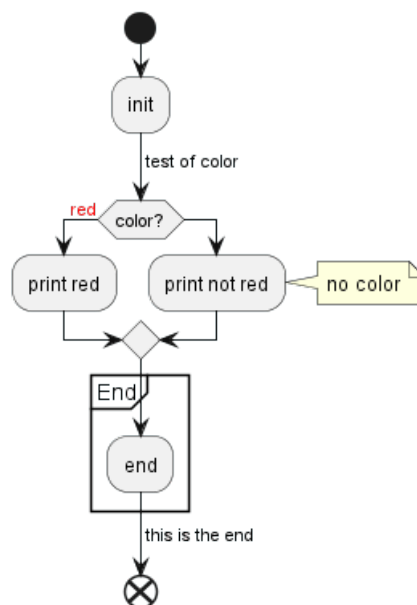 init
test of color
red
color?
print red
print not red
no color
End
end
this is the end